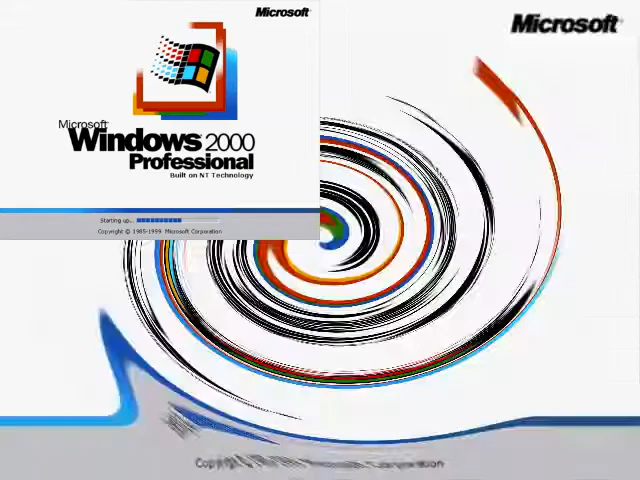 Microsoft
Microsoft
Microsoft
Windows 2000
Professional
Built on NT Technology
Starting up...
Copyright © 1985-1999 Microsoft Corporation